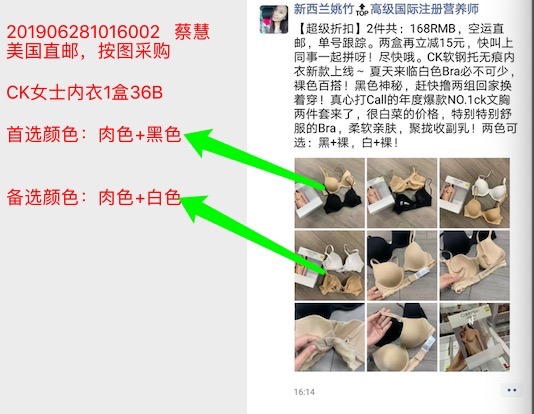 201906281016002 蔡慧
美国直邮，按图采购
CK女士内衣1盒36B
首选颜色：肉色+黑色
备选颜色：肉色+白色
新西兰姚竹🔝高级国际注册营养师
【超级折扣】2件共：168RMB，空运直
邮，单号跟踪。两盒再立减15元，快叫上
同事一起拼呀！尽快哦。CK软钢托无痕内
衣新款上线~ 夏天来临白色Bra必不可少，
裸色百搭！黑色神秘，赶快撸两组回家换
着穿！真心打Call的年度爆款NO.1ck文胸
两件套来了，很白菜的价格，特别特别舒
服的Bra，柔软亲肤，聚拢收副乳！两色可
选：黑+裸，白+裸！
16:14